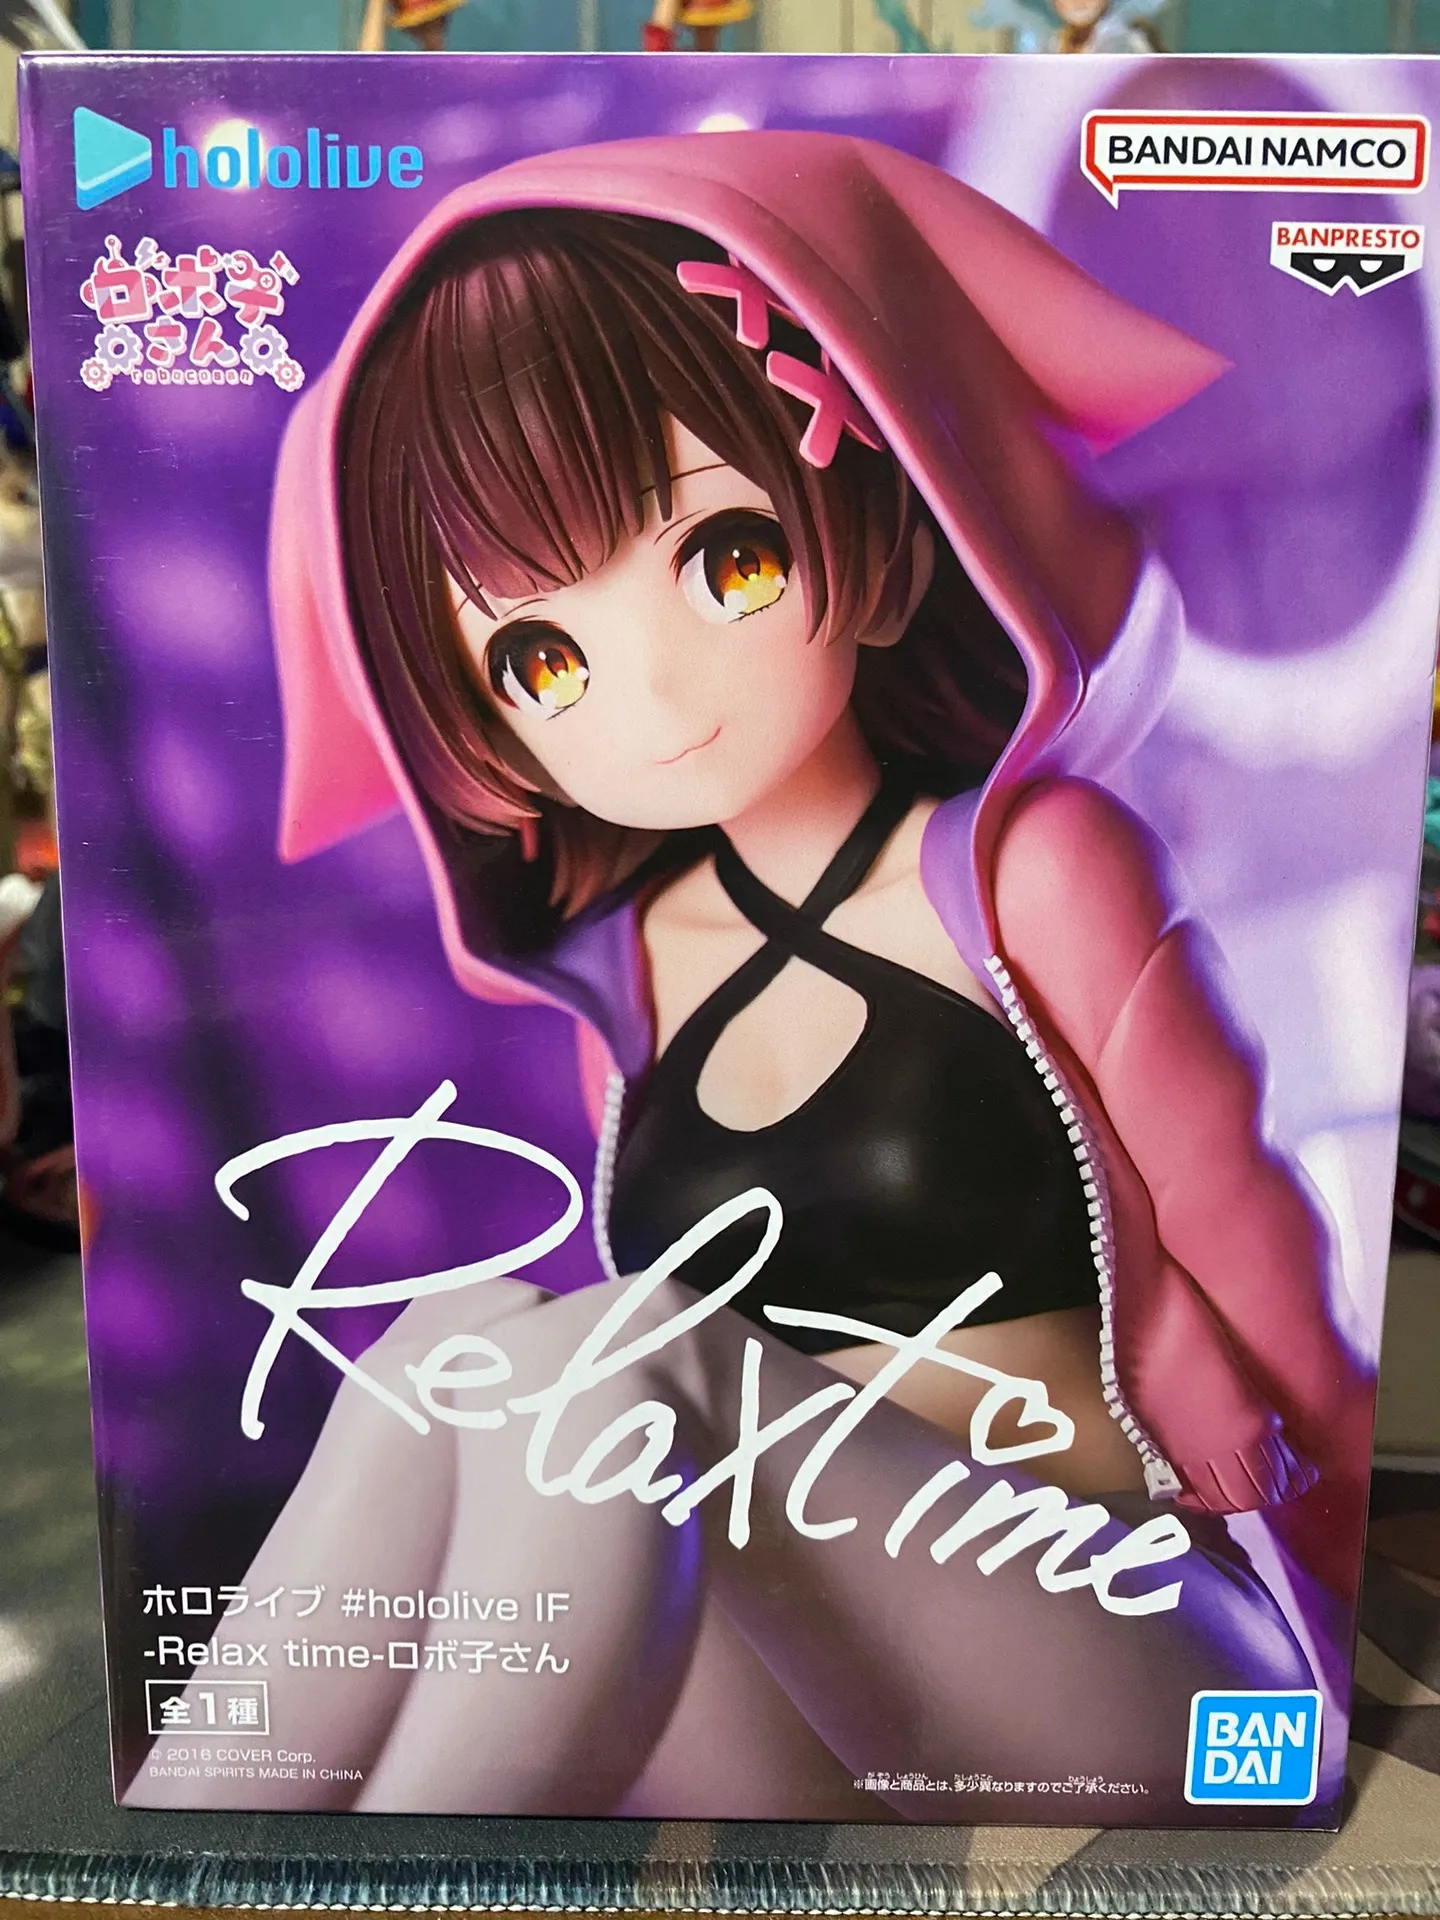 hololive
BANDAI NAMCO
BANPRESTO
ロボ子
さん
robocosan
Relax time
ホロライブ #hololive IF
-Relax time-ロボ子さん
全1種
© 2016 COVER Corp.
BANDAI SPIRITS MADE IN CHINA
※画像と商品とは、多少異なりますのでご了承ください。
BAN
DAI